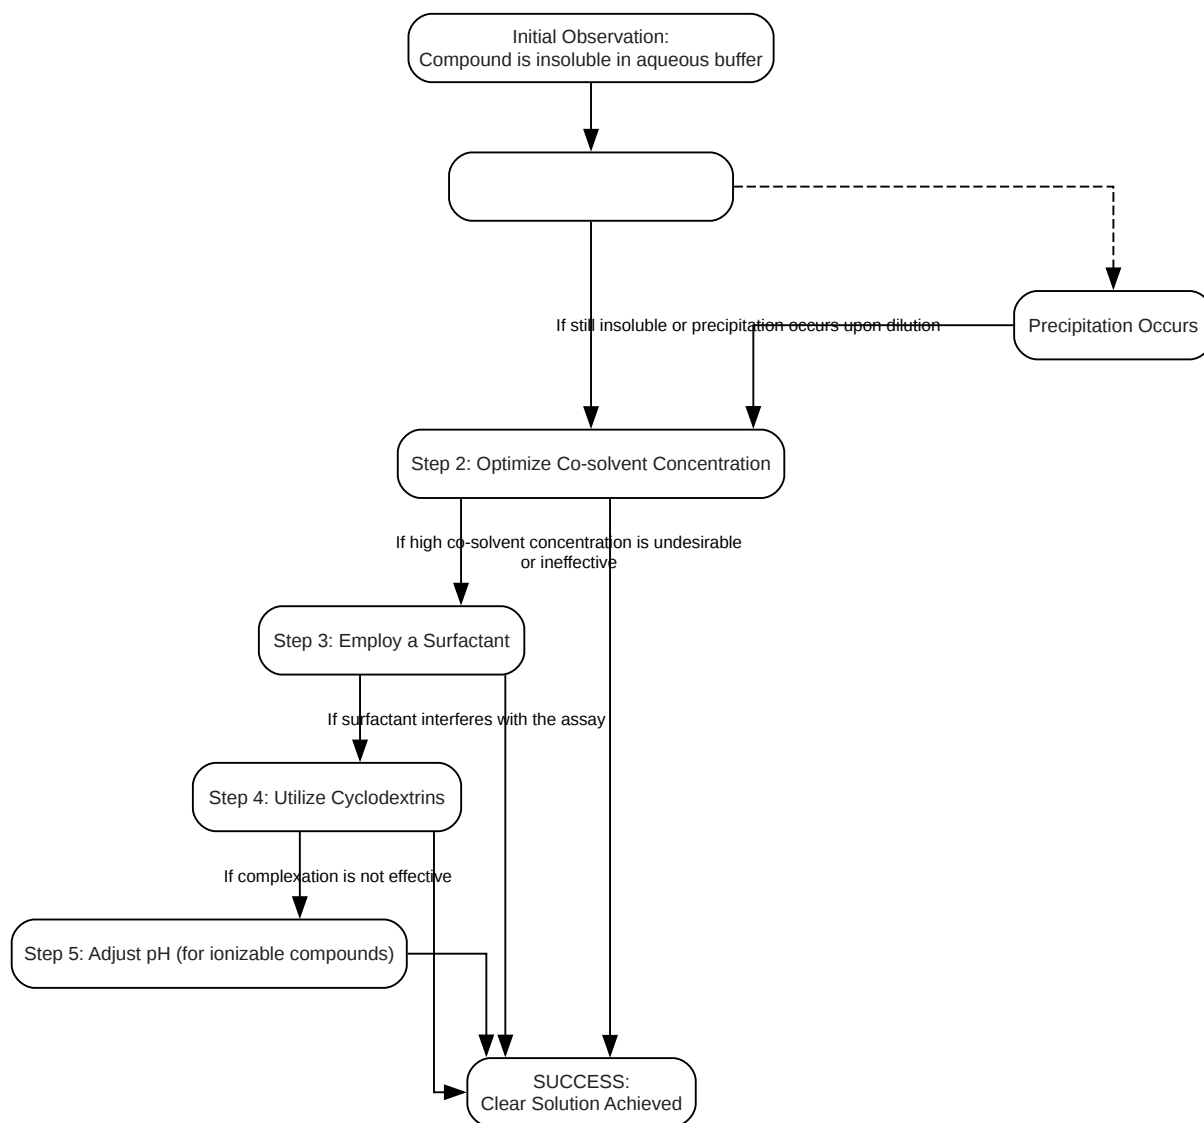 Initial Observation:
Compound is insoluble in aqueous buffer
If still insoluble or precipitation occurs upon dilution
Precipitation Occurs
Step 2: Optimize Co-solvent Concentration
If high co-solvent concentration is undesirable
or ineffective
Step 3: Employ a Surfactant
If surfactant interferes with the assay
Step 4: Utilize Cyclodextrins
If complexation is not effective
Step 5: Adjust pH (for ionizable compounds)
SUCCESS:
Clear Solution Achieved